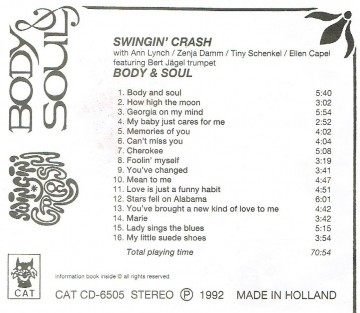 BODY & SOUL
SWINGIN' CRASH
SWINGIN' CRASH
with Ann Lynch / Zenja Damm / Tiny Schenkel / Ellen Capel
featuring Bert Jägel trumpet
BODY & SOUL
1. Body and soul 5:40
2. How high the moon 3:02
3. Georgia on my mind 5:54
4. My baby just cares for me 2:52
5. Memories of you 4:02
6. Can't miss you 4:04
7. Cherokee 5:08
8. Foolin' myself 3:19
9. You've changed 3:41
10. Mean to me 4:47
11. Love is just a funny habit 4:51
12. Stars fell on Alabama 6:01
13. You've brought a new kind of love to me 4:42
14. Marie 3:42
15. Lady sings the blues 5:15
16. My little suede shoes 3:54
Total playing time 70:54
information book inside © all rights reserved
CAT
CAT CD-6505 STEREO Ⓟ 1992 MADE IN HOLLAND